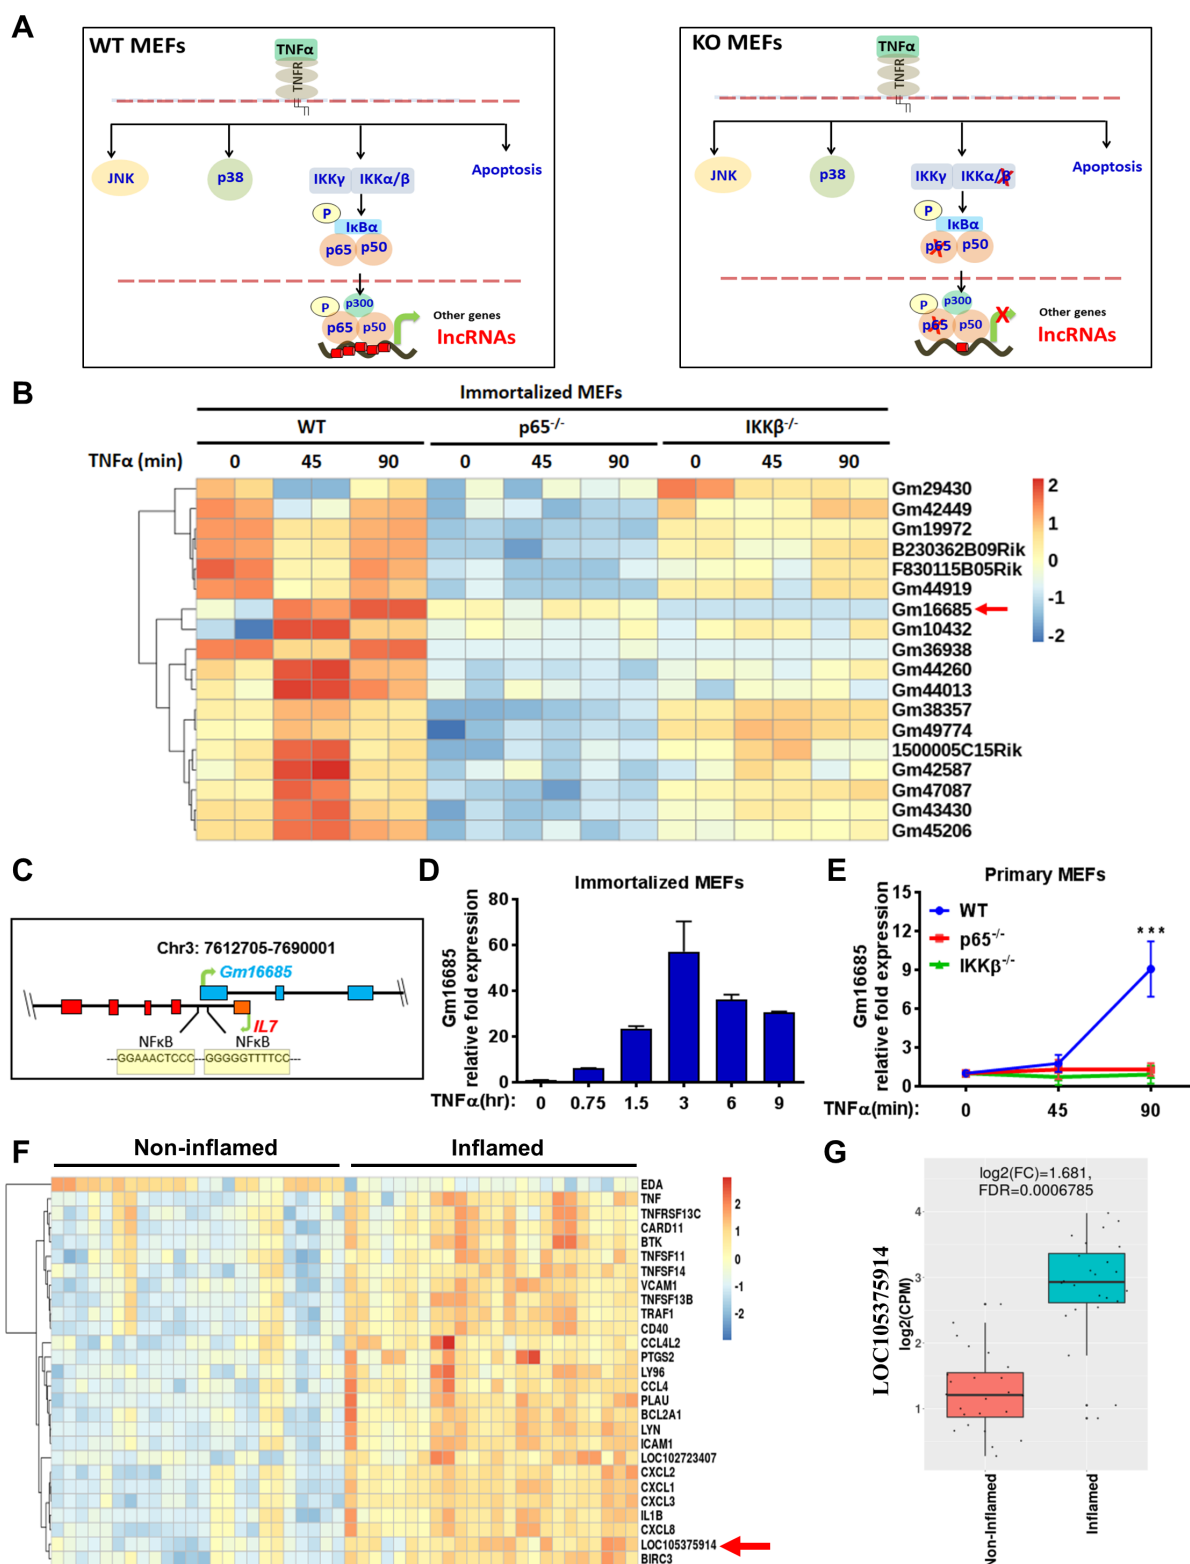 A
WT MEFs
TNFα
TNFR
JNK
p38
IKKγ
IKKα/β
Apoptosis
P
IκBα
p65
p50
P
p300
p65
p50
Other genes
lncRNAs
KO MEFs
TNFα
TNFR
JNK
p38
IKKγ
IKKα/β
Apoptosis
P
IκBα
p65
p50
P
p300
p65
p50
X
Other genes
lncRNAs
B
Immortalized MEFs
WT
p65-/-
IKKβ-/-
TNFα (min)
0 45 90 0 45 90 0 45 90
Gm29430
Gm42449
Gm19972
B230362B09Rik
F830115B05Rik
Gm44919
Gm16685
Gm10432
Gm36938
Gm44260
Gm44013
Gm38357
Gm49774
1500005C15Rik
Gm42587
Gm47087
Gm43430
Gm45206
2
1
0
-1
-2
C
Chr3: 7612705-7690001
Gm16685
IL7
NFκB
NFκB
GGAAACTCCC
GGGGGTTTTCC
D
Immortalized MEFs
Gm16685
relative fold expression
80
60
40
20
0
TNFα(hr): 0 0.75 1.5 3 6 9
E
Primary MEFs
Gm16685
relative fold expression
15
12
9
6
3
0
WT
p65-/-
IKKβ-/-
***
TNFα(min): 0 45 90
F
Non-inflamed
Inflamed
EDA
TNF
TNFRSF13C
CARD11
BTK
TNFSF11
TNFSF14
VCAM1
TNFSF13B
TRAF1
CD40
CCL4L2
PTGS2
LY96
CCL4
PLAU
BCL2A1
LYN
ICAM1
LOC102723407
CXCL2
CXCL1
CXCL3
IL1B
CXCL8
LOC105375914
BIRC3
2
1
0
-1
-2
G
log2(FC)=1.681,
FDR=0.0006785
LOC105375914
log2(CPM)
4
3
2
1
Non-Inflamed
Inflamed